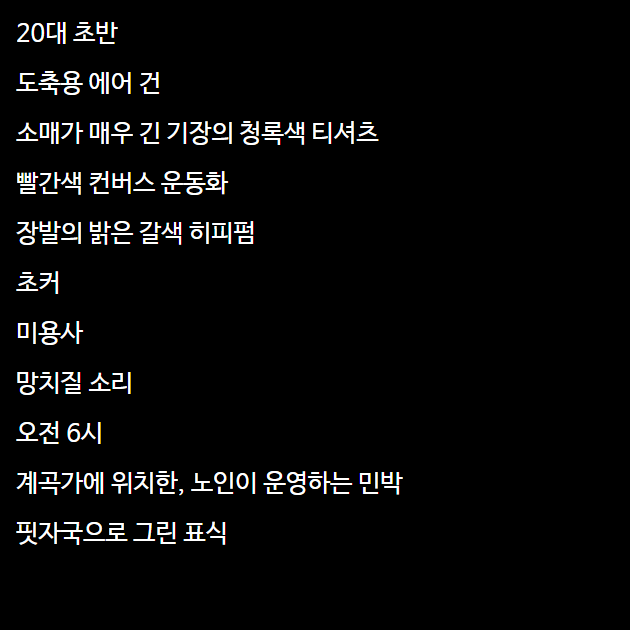 20대 초반
도축용 에어 건
소매가 매우 긴 기장의 청록색 티셔츠
빨간색 컨버스 운동화
장발의 밝은 갈색 히피펌
초커
미용사
망치질 소리
오전 6시
계곡가에 위치한, 노인이 운영하는 민박
핏자국으로 그린 표식